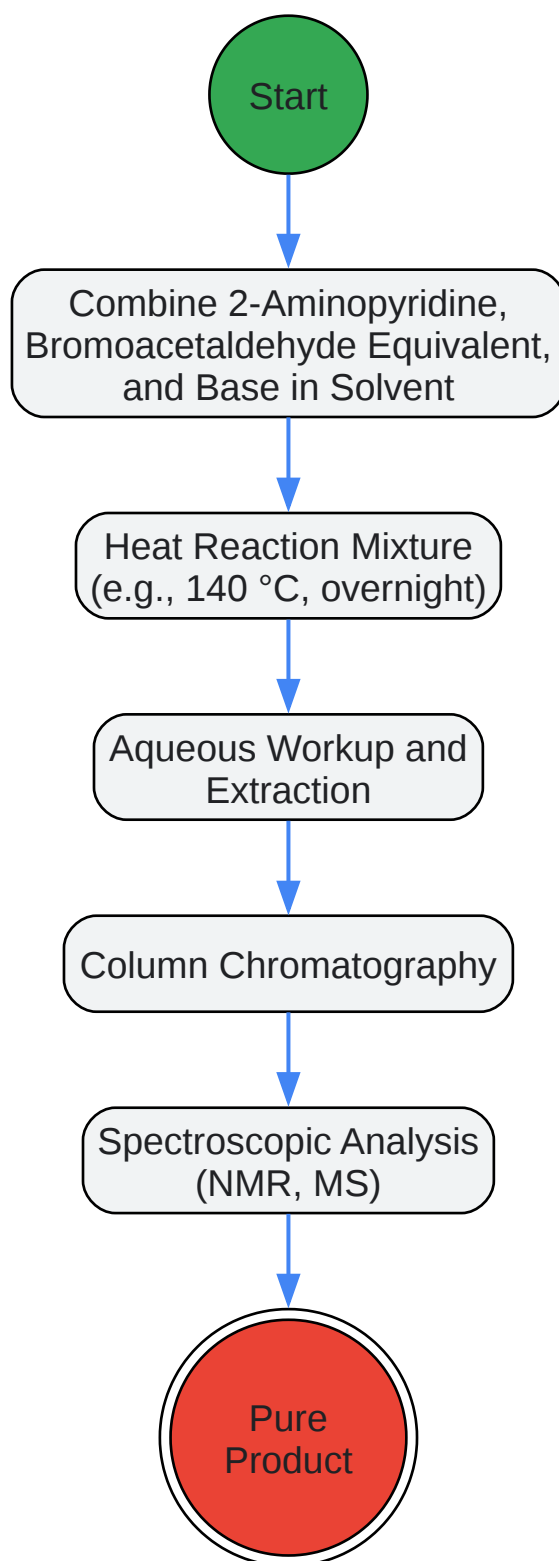 Start
Combine 2-Aminopyridine,
Bromoacetaldehyde Equivalent,
and Base in Solvent
Heat Reaction Mixture
(e.g., 140 °C, overnight)
Aqueous Workup and
Extraction
Column Chromatography
Spectroscopic Analysis
(NMR, MS)
Pure
Product